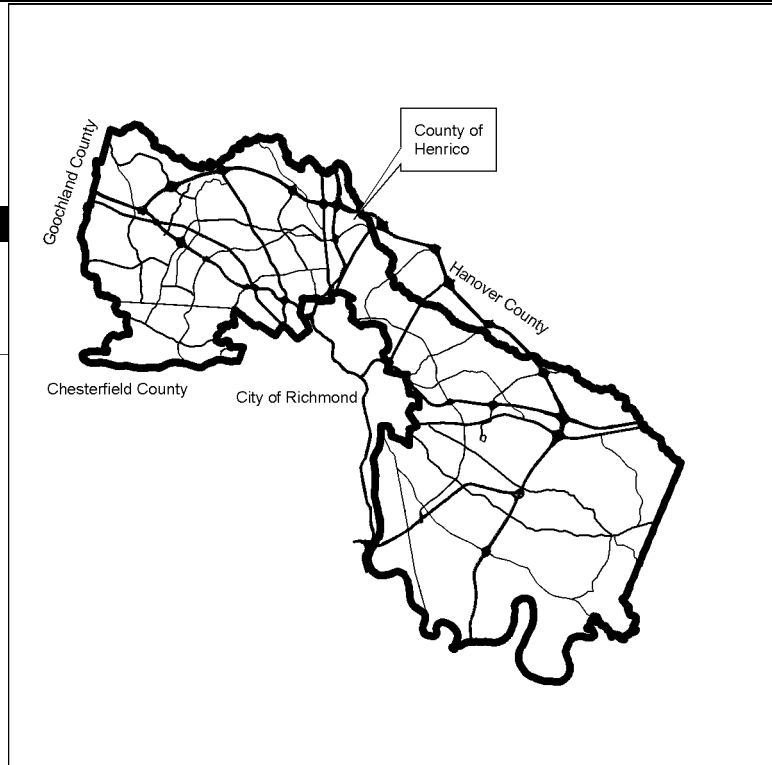 County of
Henrico
Goochland County
Hanover County
Chesterfield County
City of Richmond